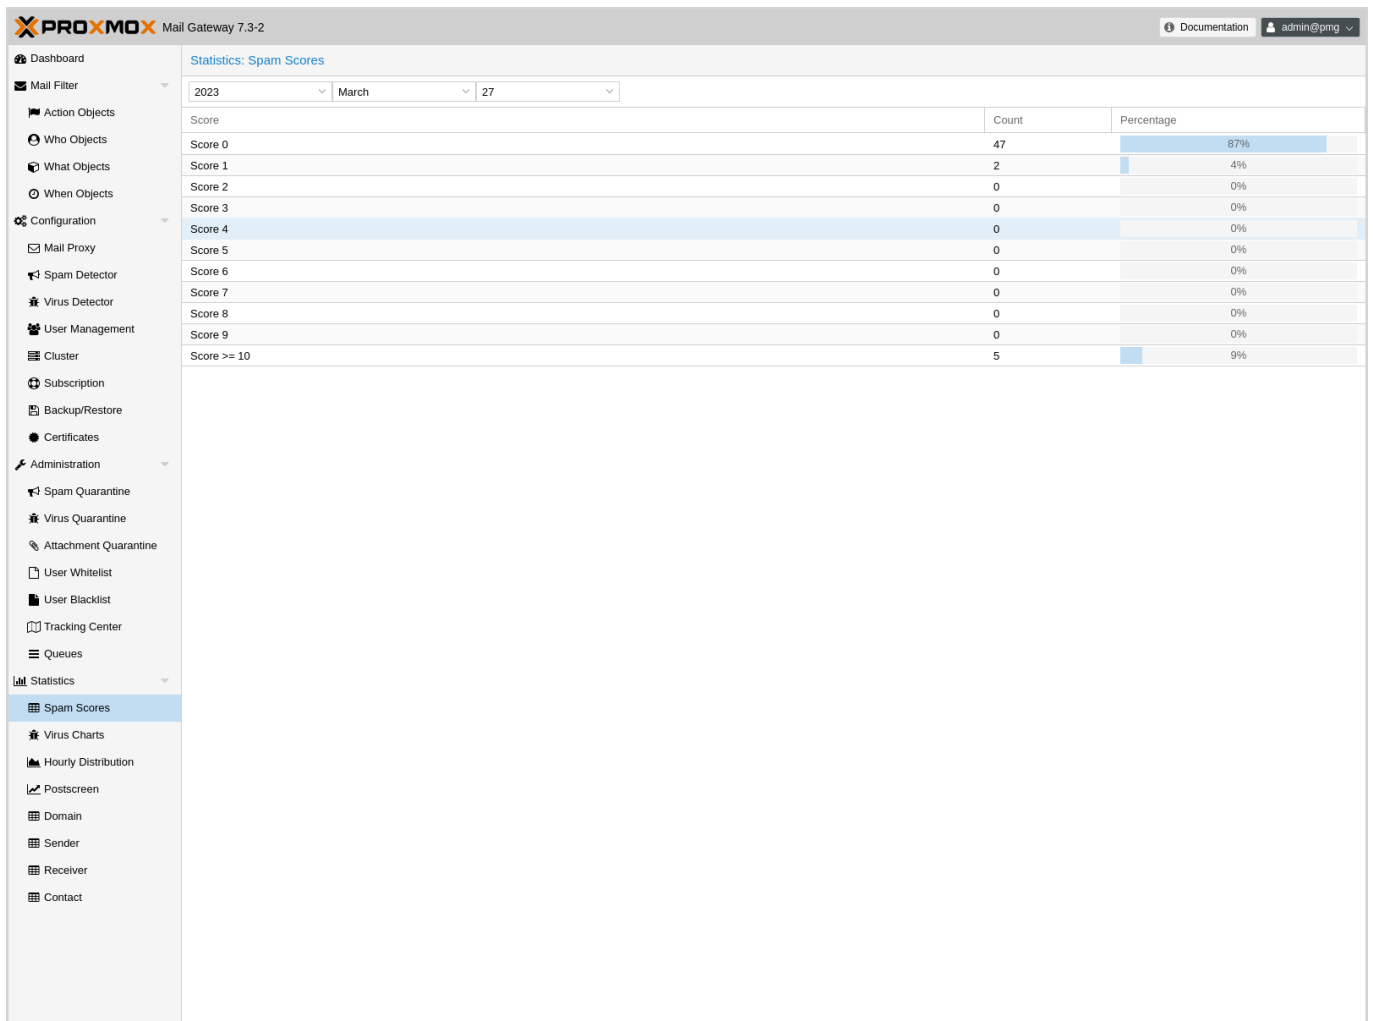 PROXMOX Mail Gateway 7.3-2
Documentation
admin@pmg
Dashboard
Mail Filter
Action Objects
Who Objects
What Objects
When Objects
Configuration
Mail Proxy
Spam Detector
Virus Detector
User Management
Cluster
Subscription
Backup/Restore
Certificates
Administration
Spam Quarantine
Virus Quarantine
Attachment Quarantine
User Whitelist
User Blacklist
Tracking Center
Queues
Statistics
Spam Scores
Virus Charts
Hourly Distribution
Postscreen
Domain
Sender
Receiver
Contact
Statistics: Spam Scores
2023 March 27
Score Count Percentage
Score 0 47 87%
Score 1 2 4%
Score 2 0 0%
Score 3 0 0%
Score 4 0 0%
Score 5 0 0%
Score 6 0 0%
Score 7 0 0%
Score 8 0 0%
Score 9 0 0%
Score >= 10 5 9%